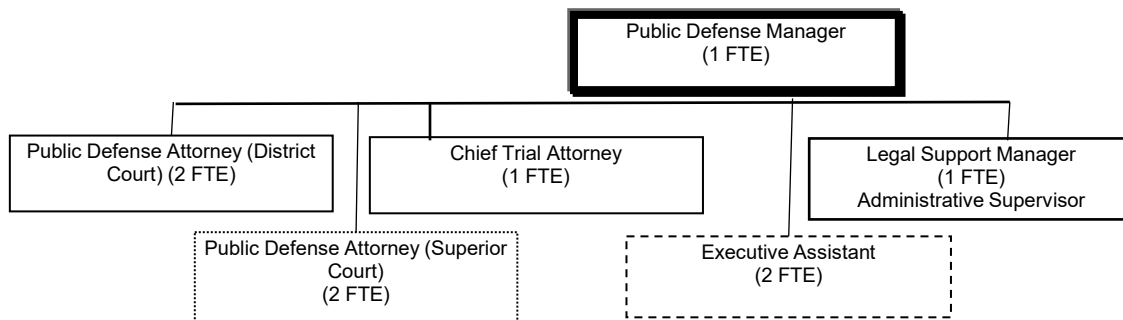 Public Defense Manager
(1 FTE)
Public Defense Attorney (District
Court) (2 FTE)
Chief Trial Attorney
(1 FTE)
Legal Support Manager
(1 FTE)
Administrative Supervisor
Public Defense Attorney (Superior
Court)
(2 FTE)
Executive Assistant
(2 FTE)